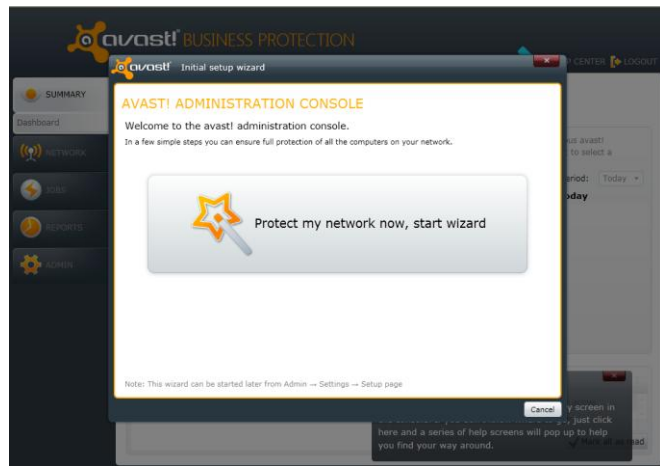 avast! BUSINESS PROTECTION
CENTER LOGOUT
avast! Initial setup wizard
SUMMARY
Dashboard
NETWORK
JOBS
REPORTS
ADMIN
AVAST! ADMINISTRATION CONSOLE
Welcome to the avast! administration console.
In a few simple steps you can ensure full protection of all the computers on your network.
avast!
to select a
Today
Protect my network now, start wizard
Note: This wizard can be started later from Admin → Settings → Setup page
Cancel
screen in
just click
here and a series of help screens will pop up to help
you find your way around.